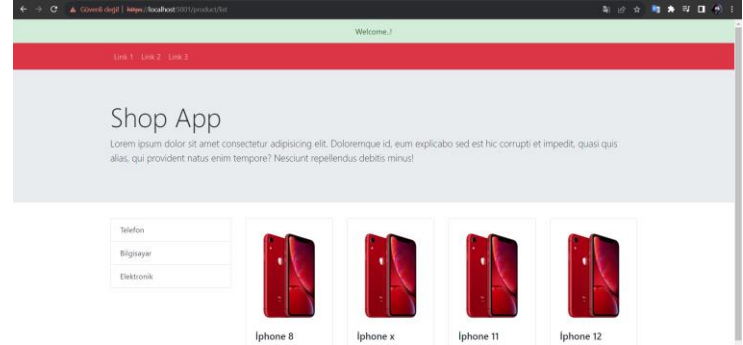 Güvenli değil | https://localhost:5001/product/list
Welcome..!
Link 1 Link 2 Link 3
Shop App
Lorem ipsum dolor sit amet consectetur adipisicing elit. Doloremque id, eum explicabo sed est hic corrupti et impedit, quasi quis
alias, qui provident natus enim tempore? Nesciunt repellendus debitis minus!
Telefon
Bilgisayar
Elektronik
İphone 8 İphone x İphone 11 İphone 12